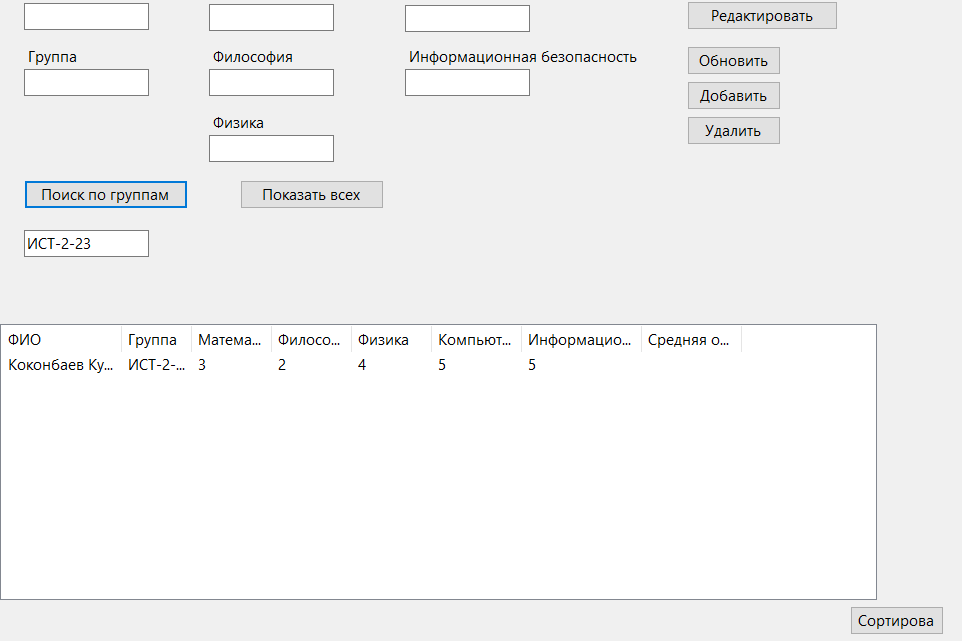 Редактировать
Группа Философия Информационная безопасность Обновить
Добавить
Физика Удалить
Поиск по группам Показать всех
ИСТ-2-23
ФИО Группа Матема... Философ... Физика Компьют... Информацио... Средняя о...
Коконбаев Ку... ИСТ-2-... 3 2 4 5 5
Сортирова